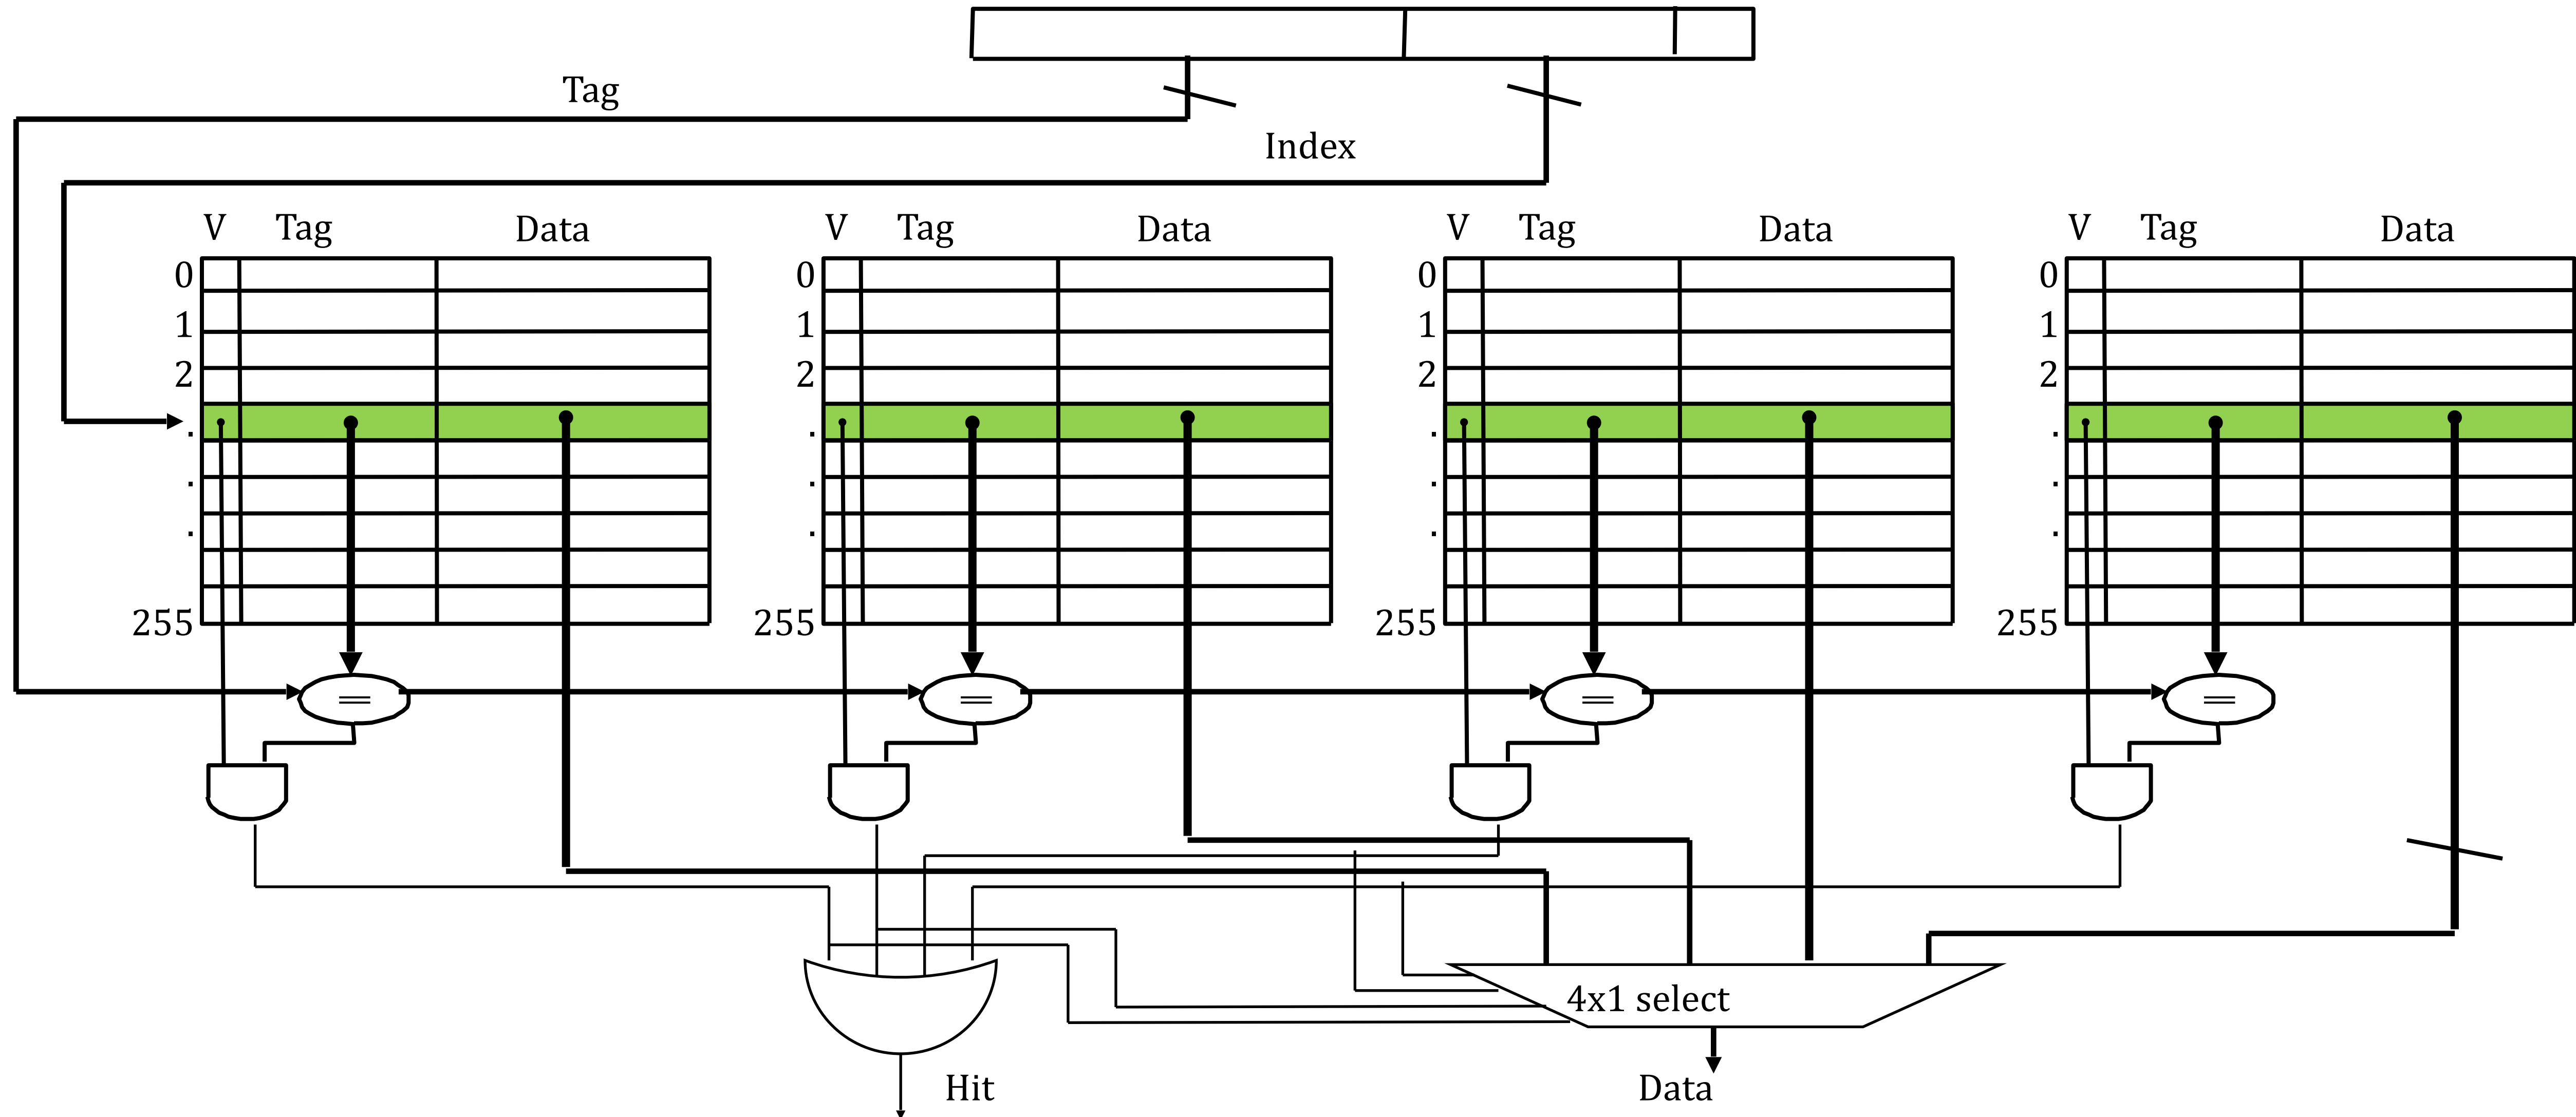 Tag
Index
V Tag Data V Tag Data V Tag Data V Tag Data
0 0 0 0
1 1 1 1
2 2 2 2
. . . .
. . . .
. . . .
255 255 255 255
= = = =
4x1 select
Hit Data